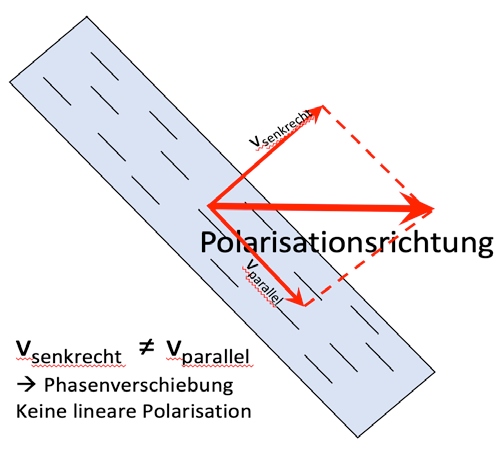 vsenkrecht
Polarisationsrichtung
vparallel
vsenkrecht ≠ vparallel
→ Phasenverschiebung
Keine lineare Polarisation